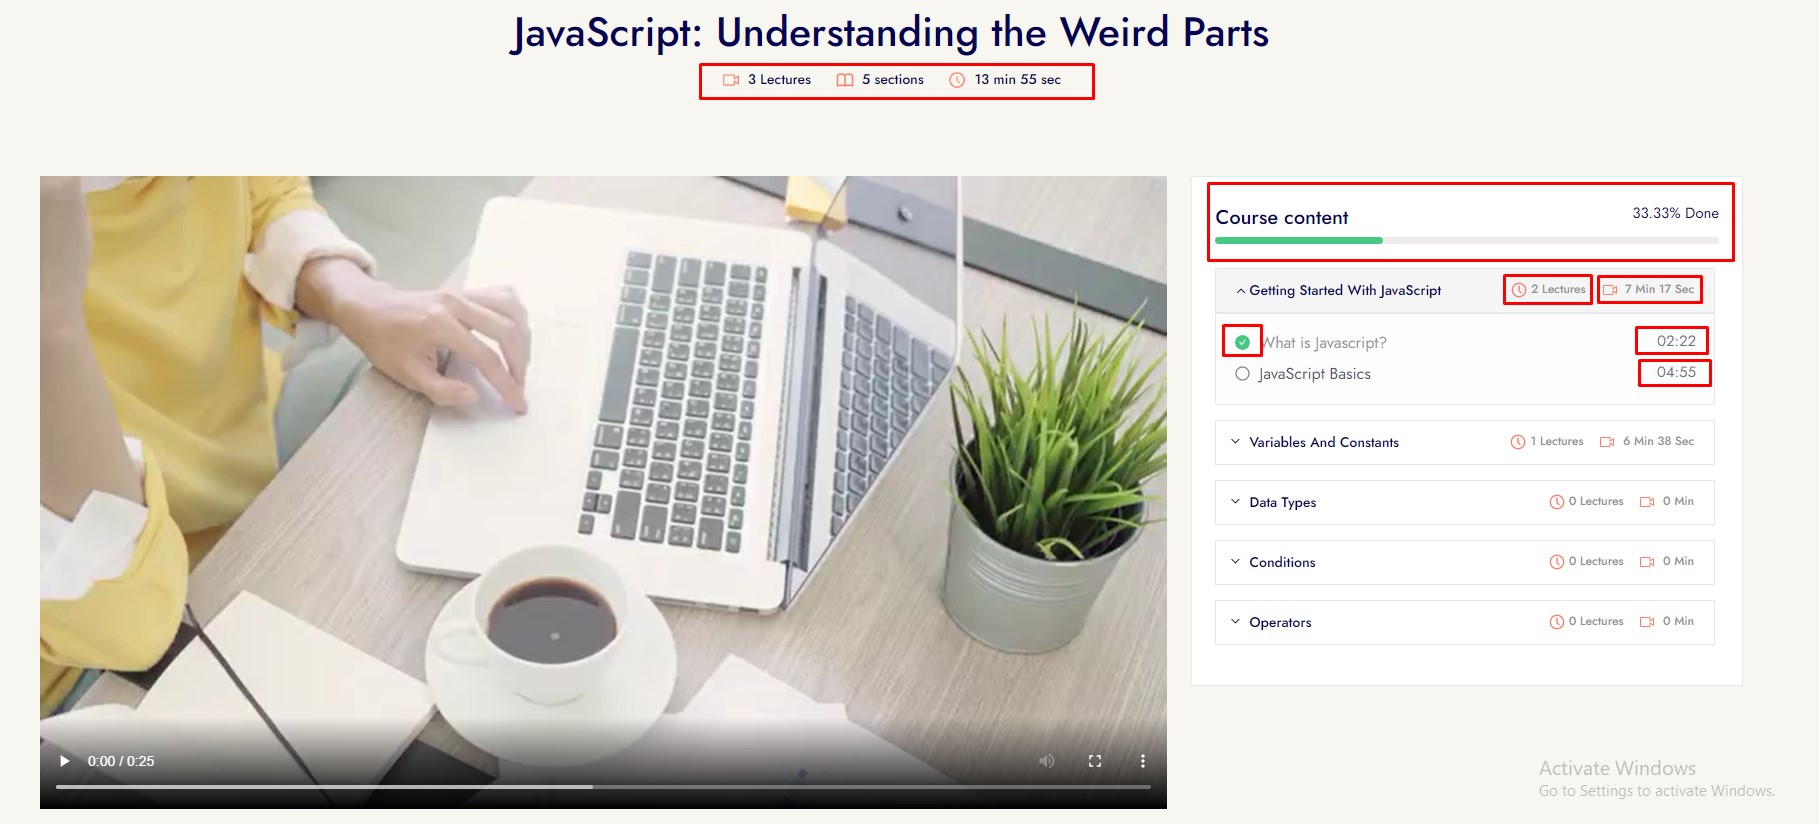 JavaScript: Understanding the Weird Parts
3 Lectures 5 sections 13 min 55 sec
Course content 33.33% Done
Getting Started With JavaScript 2 Lectures 7 Min 17 Sec
What is Javascript? 02:22
JavaScript Basics 04:55
Variables And Constants 1 Lectures 6 Min 38 Sec
Data Types 0 Lectures 0 Min
Conditions 0 Lectures 0 Min
Operators 0 Lectures 0 Min
0:00 / 0:25
Activate Windows
Go to Settings to activate Windows.